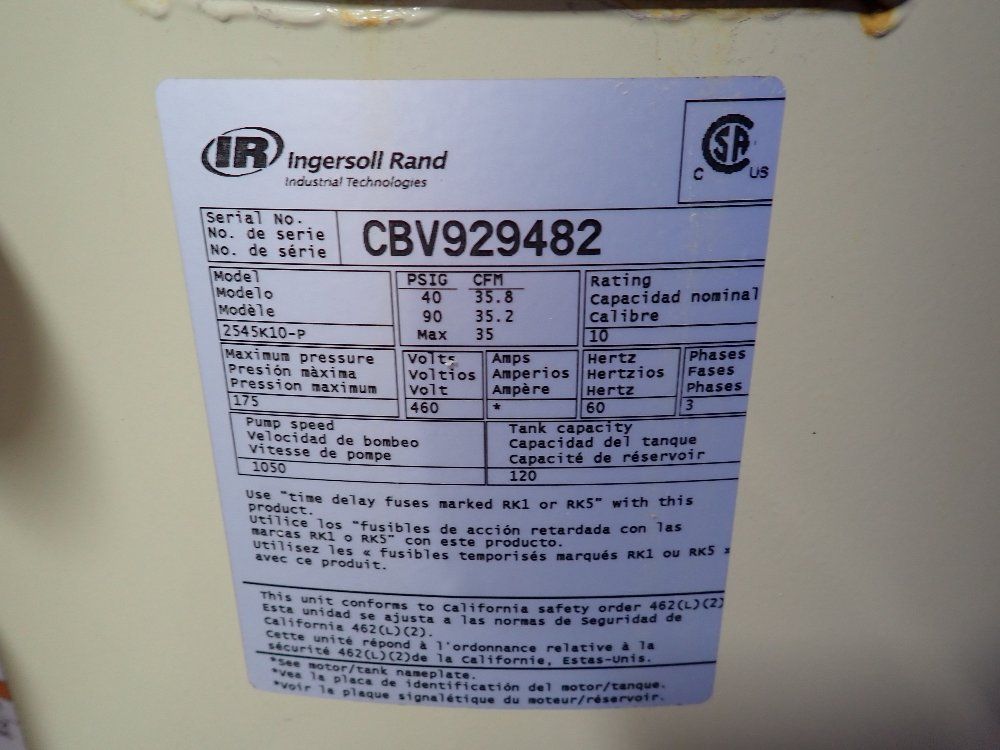 IR Ingersoll Rand
Industrial Technologies
C SA US
Serial No.
No. de serie
No. de série
CBV929482
Model
Modelo
Modèle
2545K10-P
PSIG CFM
40 35.8
90 35.2
Max 35
Rating
Capacidad nominal
Calibre
10
Maximum pressure
Presión màxima
Pression maximum
175
Volts
Voltios
Volt
460
Amps
Amperios
Ampère
*
Hertz
Hertzios
Hertz
60
Phases
Fases
Phases
3
Pump speed
Velocidad de bombeo
Vitesse de pompe
1050
Tank capacity
Capacidad del tanque
Capacité de réservoir
120
Use "time delay fuses marked RK1 or RK5" with this
product.
Utilice los "fusibles de acción retardada con las
marcas RK1 o RK5" con este producto.
Utilisez les « fusibles temporisés marqués RK1 ou RK5 »
avec ce produit.
This unit conforms to California safety order 462(L)(2)
Esta unidad se ajusta a las normas de Seguridad de
California 462(L)(2).
Cette unité répond à l'ordonnance relative à la
sécurité 462(L)(2)de la Californie, Estas-Unis.
*See motor/tank nameplate.
*Vea la placa de identificación del motor/tanque.
*Voir la plaque signalétique du moteur/réservoir.